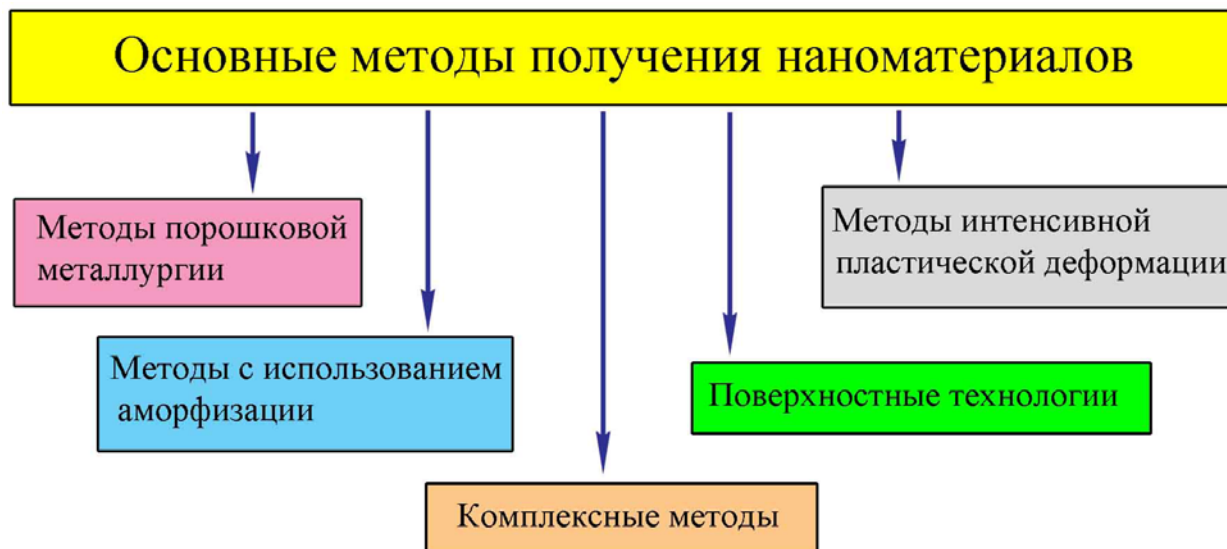 Основные методы получения наноматериалов
Методы порошковой
металлургии
Методы интенсивной
пластической деформации
Методы с использованием
аморфизации
Поверхностные технологии
Комплексные методы